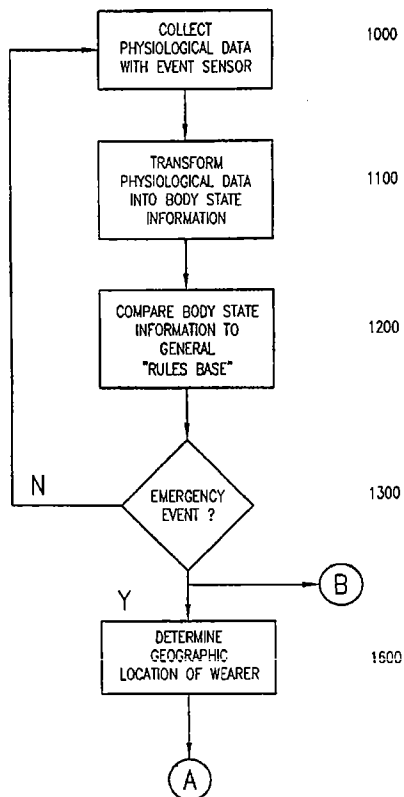 COLLECT
PHYSIOLOGICAL DATA
WITH EVENT SENSOR
1000
TRANSFORM
PHYSIOLOGICAL DATA
INTO BODY STATE
INFORMATION
1100
COMPARE BODY STATE
INFORMATION TO
GENERAL
"RULES BASE"
1200
N
EMERGENCY
EVENT ?
1300
B
Y
DETERMINE
GEOGRAPHIC
LOCATION OF WEARER
1600
A